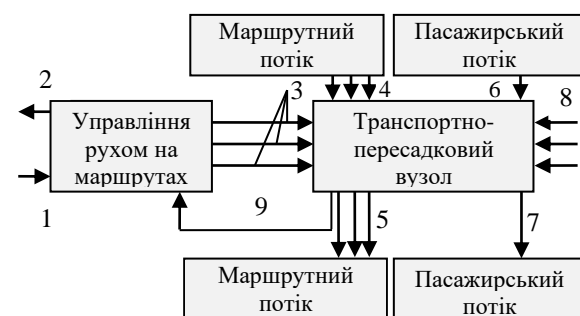 Маршрутний
потік
Пасажирський
потік
2
3
4
6
8
Управління
рухом на
маршрутах
Транспортно-
пересадковий
вузол
1
9
5
7
Маршрутний
потік
Пасажирський
потік